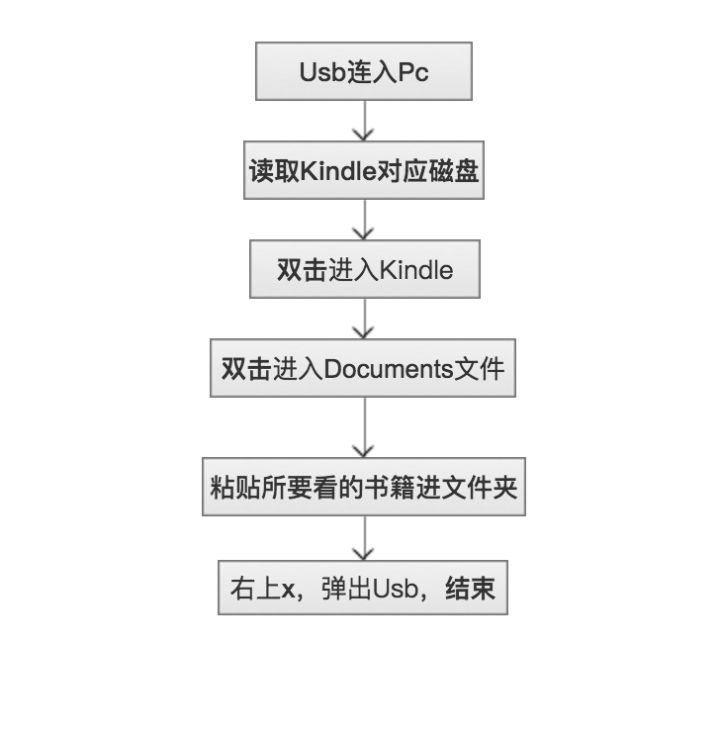 Usb连入Pc
读取Kindle对应磁盘
双击进入Kindle
双击进入Documents文件
粘贴所要看的书籍进文件夹
右上x，弹出Usb，结束